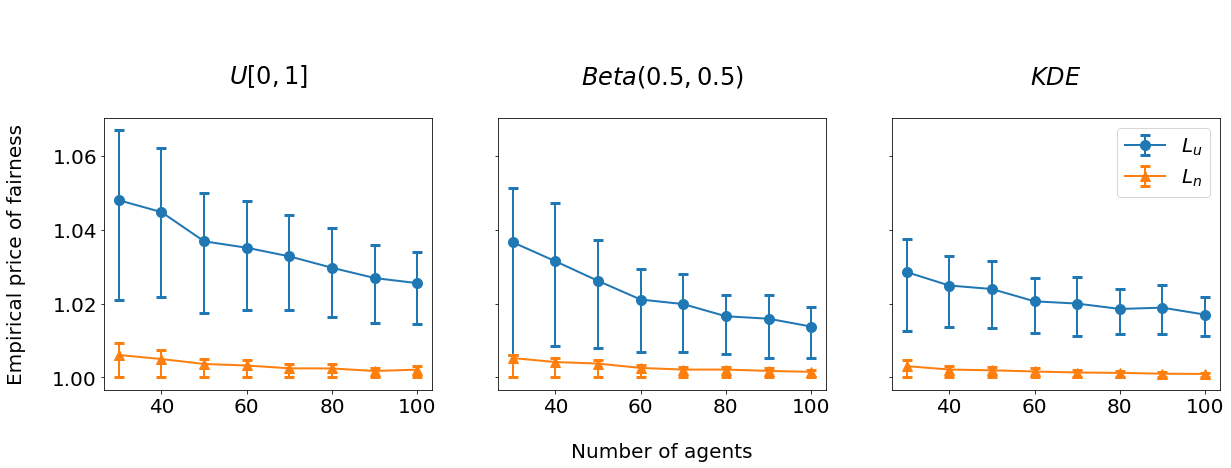 U[0, 1]
Beta(0.5, 0.5)
KDE
Empirical price of fairness
1.06
1.04
1.02
1.00
40 60 80 100
40 60 80 100
40 60 80 100
L_u
L_n
Number of agents